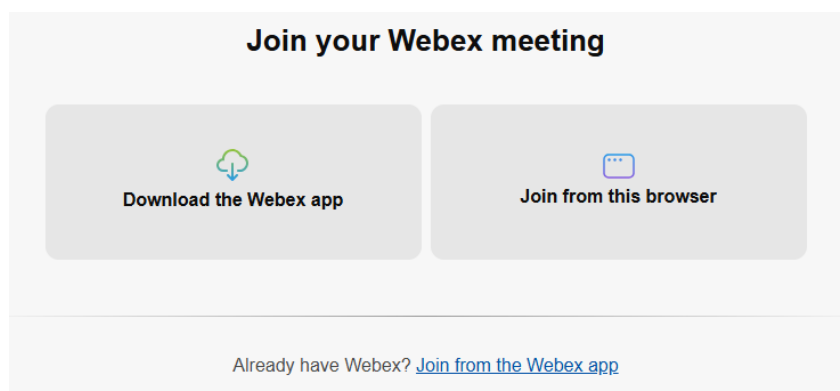 Join your Webex meeting
Download the Webex app
Join from this browser
Already have Webex? Join from the Webex app